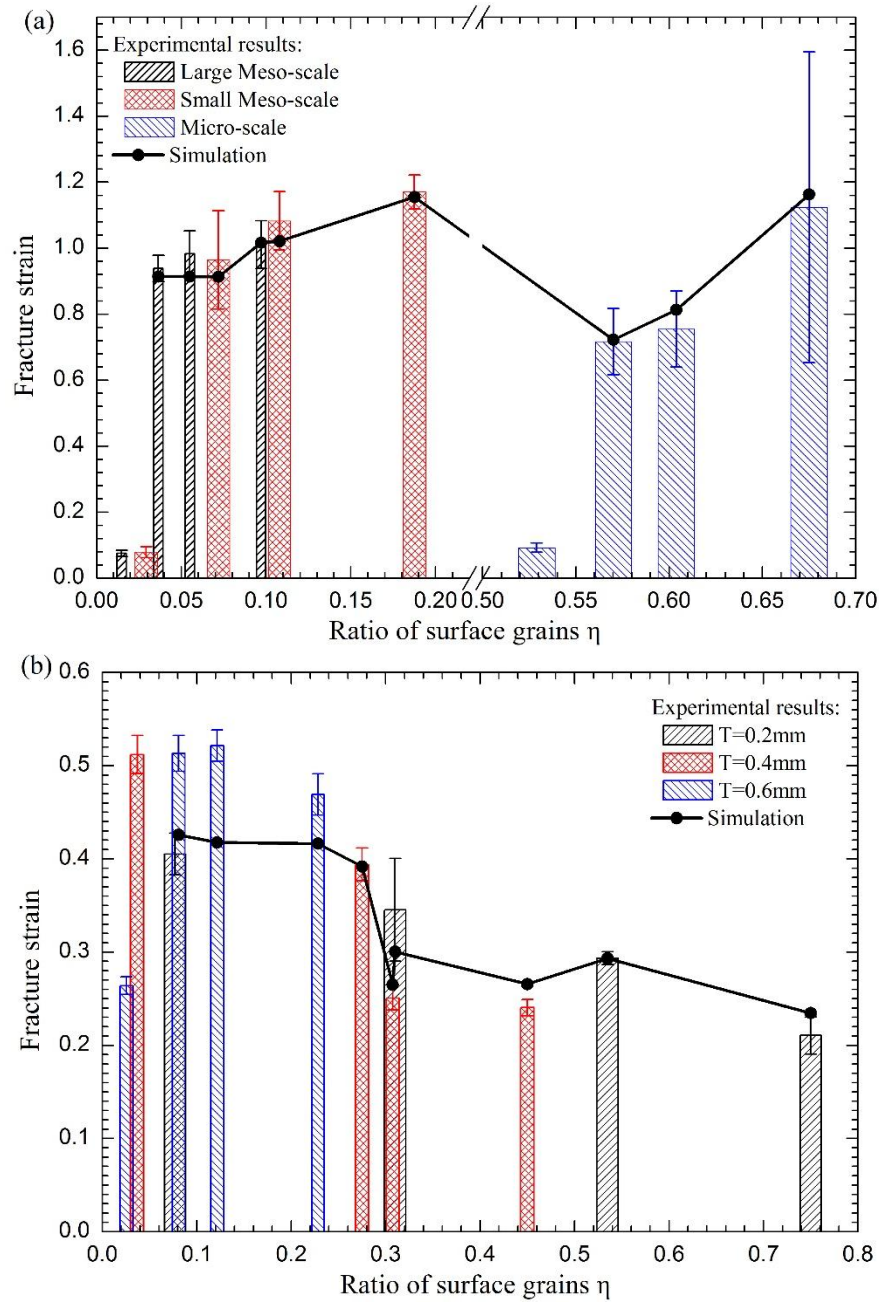 (a)
Experimental results:
Large Meso-scale
Small Meso-scale
Micro-scale
Simulation
Fracture strain
1.6
1.4
1.2
1.0
0.8
0.6
0.4
0.2
0.0
0.00 0.05 0.10 0.15 0.20 0.50 0.55 0.60 0.65 0.70
Ratio of surface grains η
(b)
Experimental results:
T=0.2mm
T=0.4mm
T=0.6mm
Simulation
Fracture strain
0.6
0.5
0.4
0.3
0.2
0.1
0.0
0.0 0.1 0.2 0.3 0.4 0.5 0.6 0.7 0.8
Ratio of surface grains η